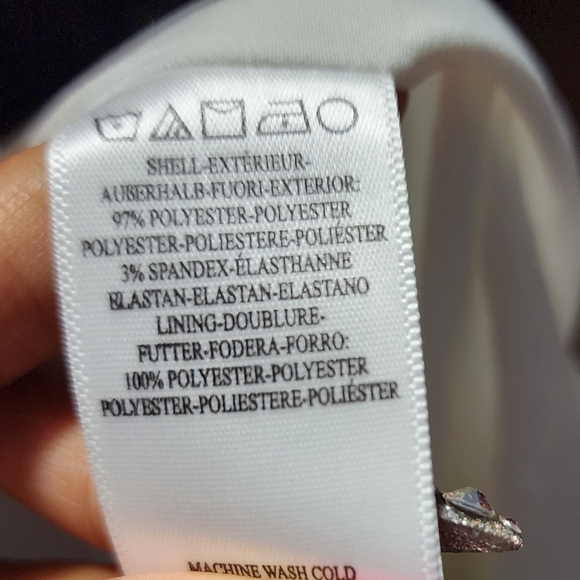 SHELL-EXTÉRIEUR-
AUBERHALB-FUORI-EXTERIOR:
97% POLYESTER-POLYESTER
POLYESTER-POLIESTERE-POLIÉSTER
3% SPANDEX-ÉLASTHANNE
ELASTAN-ELASTAN-ELASTANO
LINING-DOUBLURE-
FUTTER-FODERA-FORRO:
100% POLYESTER-POLYESTER
POLYESTER-POLIESTERE-POLIÉSTER
MACHINE WASH COLD